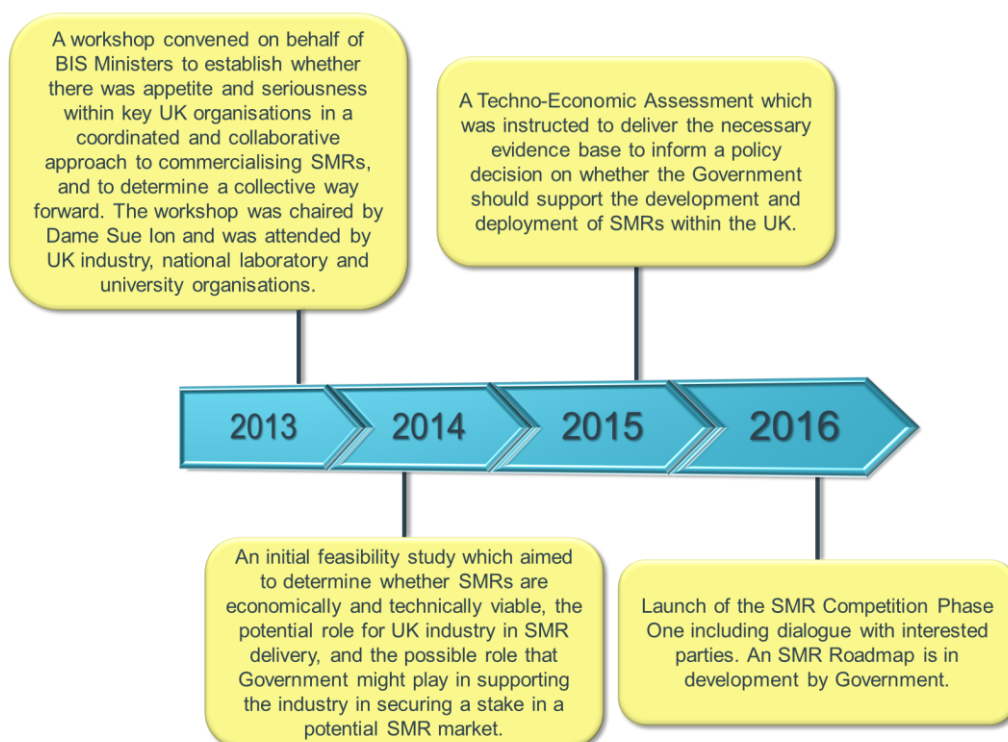 A workshop convened on behalf of
BIS Ministers to establish whether
there was appetite and seriousness
within key UK organisations in a
coordinated and collaborative
approach to commercialising SMRs,
and to determine a collective way
forward. The workshop was chaired by
Dame Sue Ion and was attended by
UK industry, national laboratory and
university organisations.
A Techno-Economic Assessment which
was instructed to deliver the necessary
evidence base to inform a policy
decision on whether the Government
should support the development and
deployment of SMRs within the UK.
2013
2014
2015
2016
An initial feasibility study which aimed
to determine whether SMRs are
economically and technically viable, the
potential role for UK industry in SMR
delivery, and the possible role that
Government might play in supporting
the industry in securing a stake in a
potential SMR market.
Launch of the SMR Competition Phase
One including dialogue with interested
parties. An SMR Roadmap is in
development by Government.